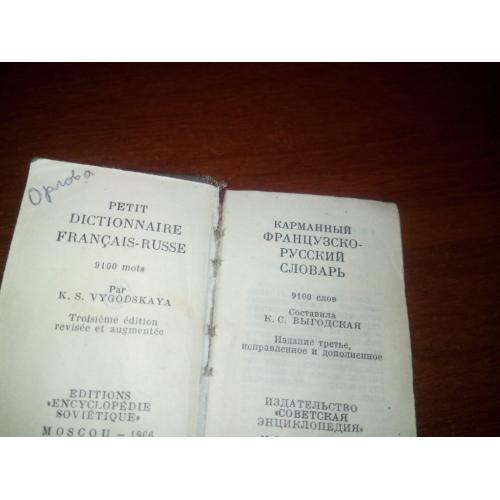 Орлова
PETIT
DICTIONNAIRE
FRANÇAIS-RUSSE
9100 mots
Par
K. S. VYGODSKAYA
Troisième édition
revisée et augmentée
EDITIONS
«ENCYCLOPÉDIE
SOVIÉTIQUE»
MOSCOU — 1966
КАРМАННЫЙ
ФРАНЦУЗСКО-
РУССКИЙ
СЛОВАРЬ
9100 слов
Составила
К. С. ВЫГОДСКАЯ
Издание третье,
исправленное и дополненное
ИЗДАТЕЛЬСТВО
«СОВЕТСКАЯ
ЭНЦИКЛОПЕДИЯ»